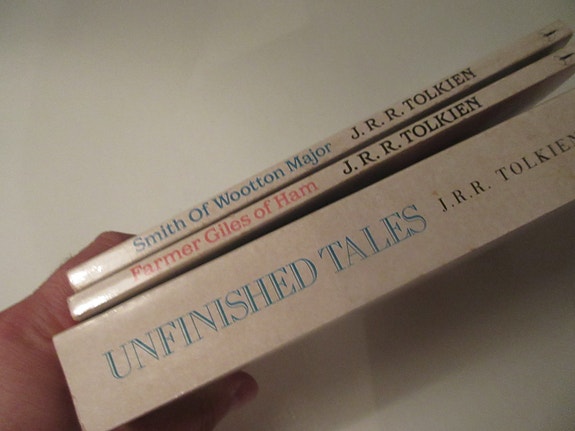 Smith Of Wootton Major J. R. R. TOLKIEN
Farmer Giles of Ham J. R. R. TOLKIEN
UNFINISHED TALES J.R.R. TOLKIEN